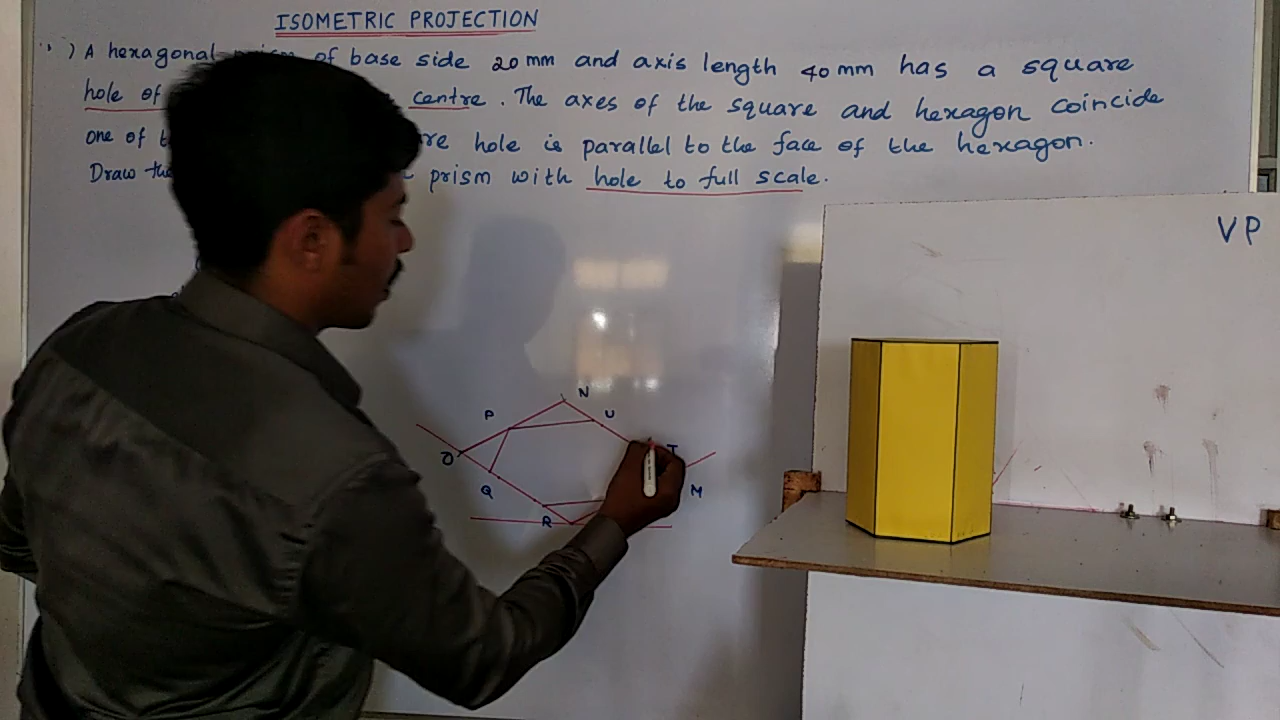 ISOMETRIC PROJECTION
) A hexagonal of base side 20 mm and axis length 40 mm has a square
hole of centre . The axes of the square and hexagon coincide
one of hole is parallel to the face of the hexagon.
Draw the prism with hole to full scale.
VP
N
P U
O T
Q M
R